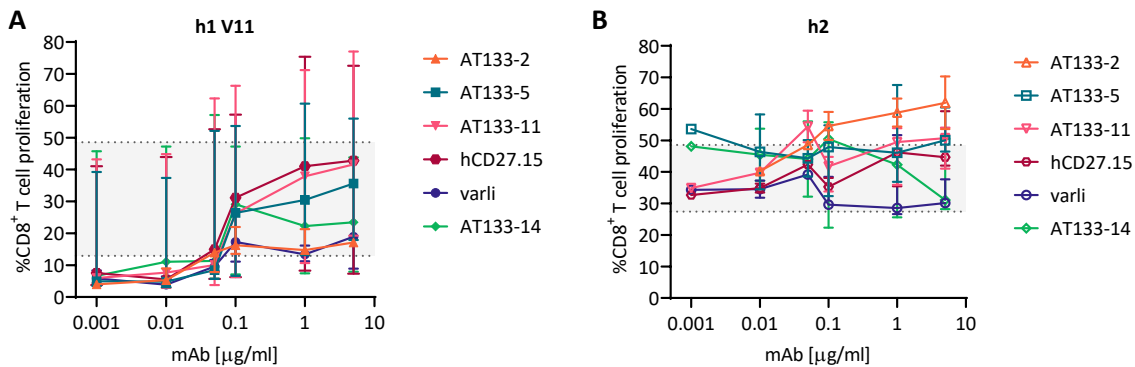 A
h1 V11
%CD8+ T cell proliferation
80
70
60
50
40
30
20
10
0
0.001 0.01 0.1 1 10
mAb [μg/ml]
AT133-2
AT133-5
AT133-11
hCD27.15
varli
AT133-14
B
h2
%CD8+ T cell proliferation
80
70
60
50
40
30
20
10
0
0.001 0.01 0.1 1 10
mAb [μg/ml]
AT133-2
AT133-5
AT133-11
hCD27.15
varli
AT133-14